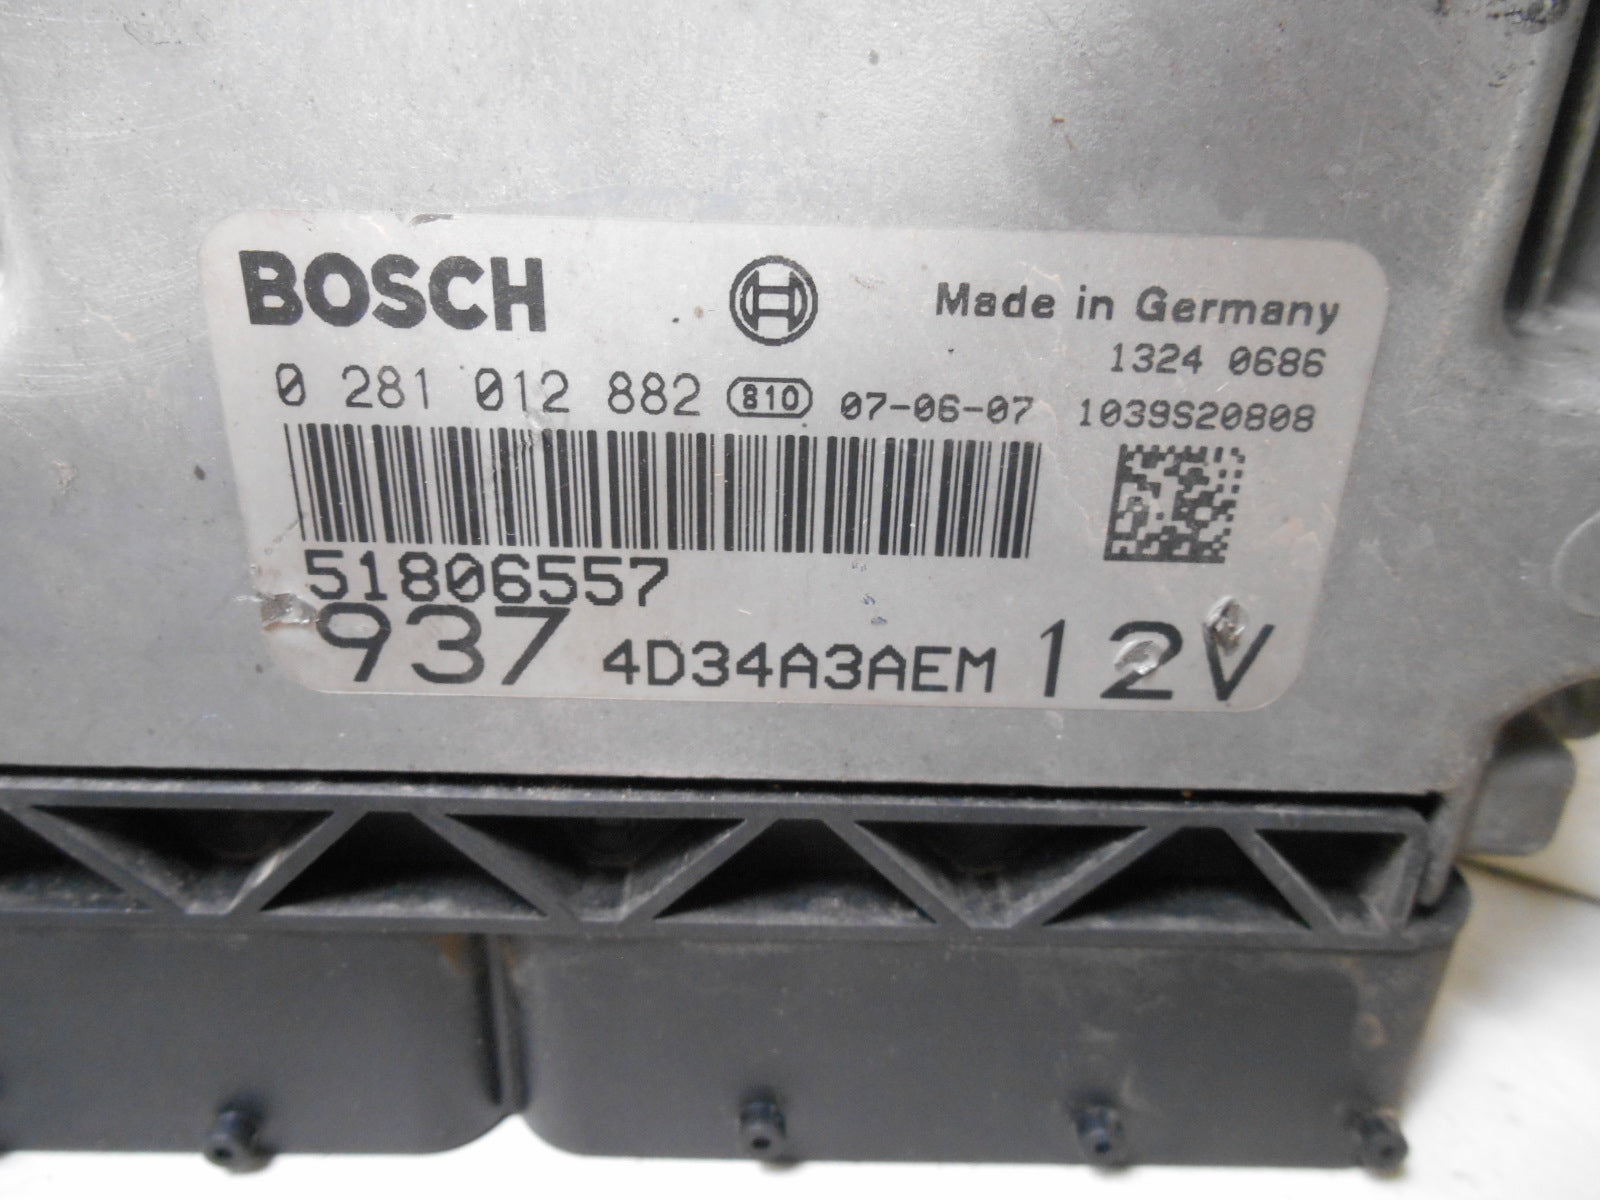 BOSCH Made in Germany
1324 0686
0 281 012 882 810 07-06-07 1039S20808
51806557
937 4D34A3AEM 12V